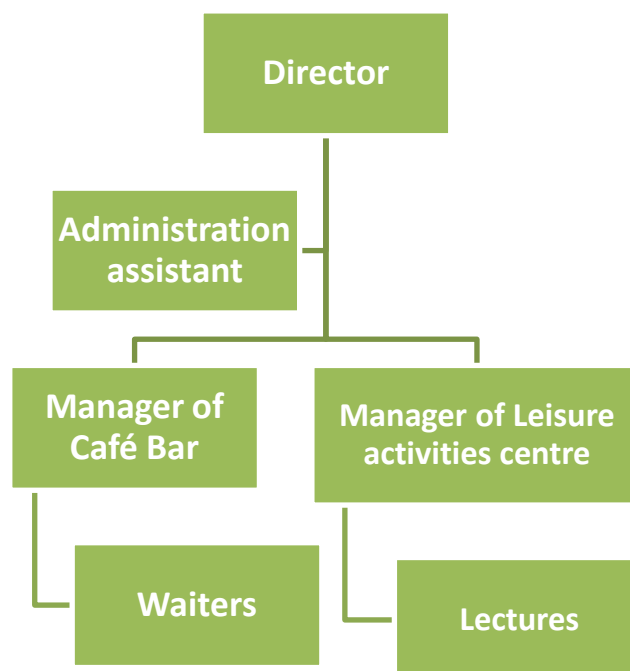 Director
Administration
assistant
Manager of
Café Bar
Manager of Leisure
activities centre
Waiters
Lectures